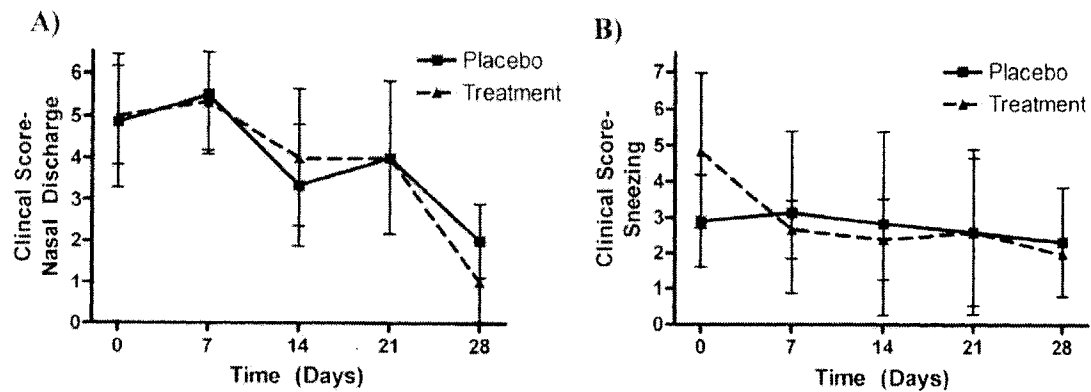 A)
Clincal Score-
Nasal Discharge
6
5
4
3
2
1
0
Placebo
Treatment
0 7 14 21 28
Time (Days)
B)
Clinical Score-
Sneezing
7
6
5
4
3
2
1
0
Placebo
Treatment
0 7 14 21 28
Time (Days)